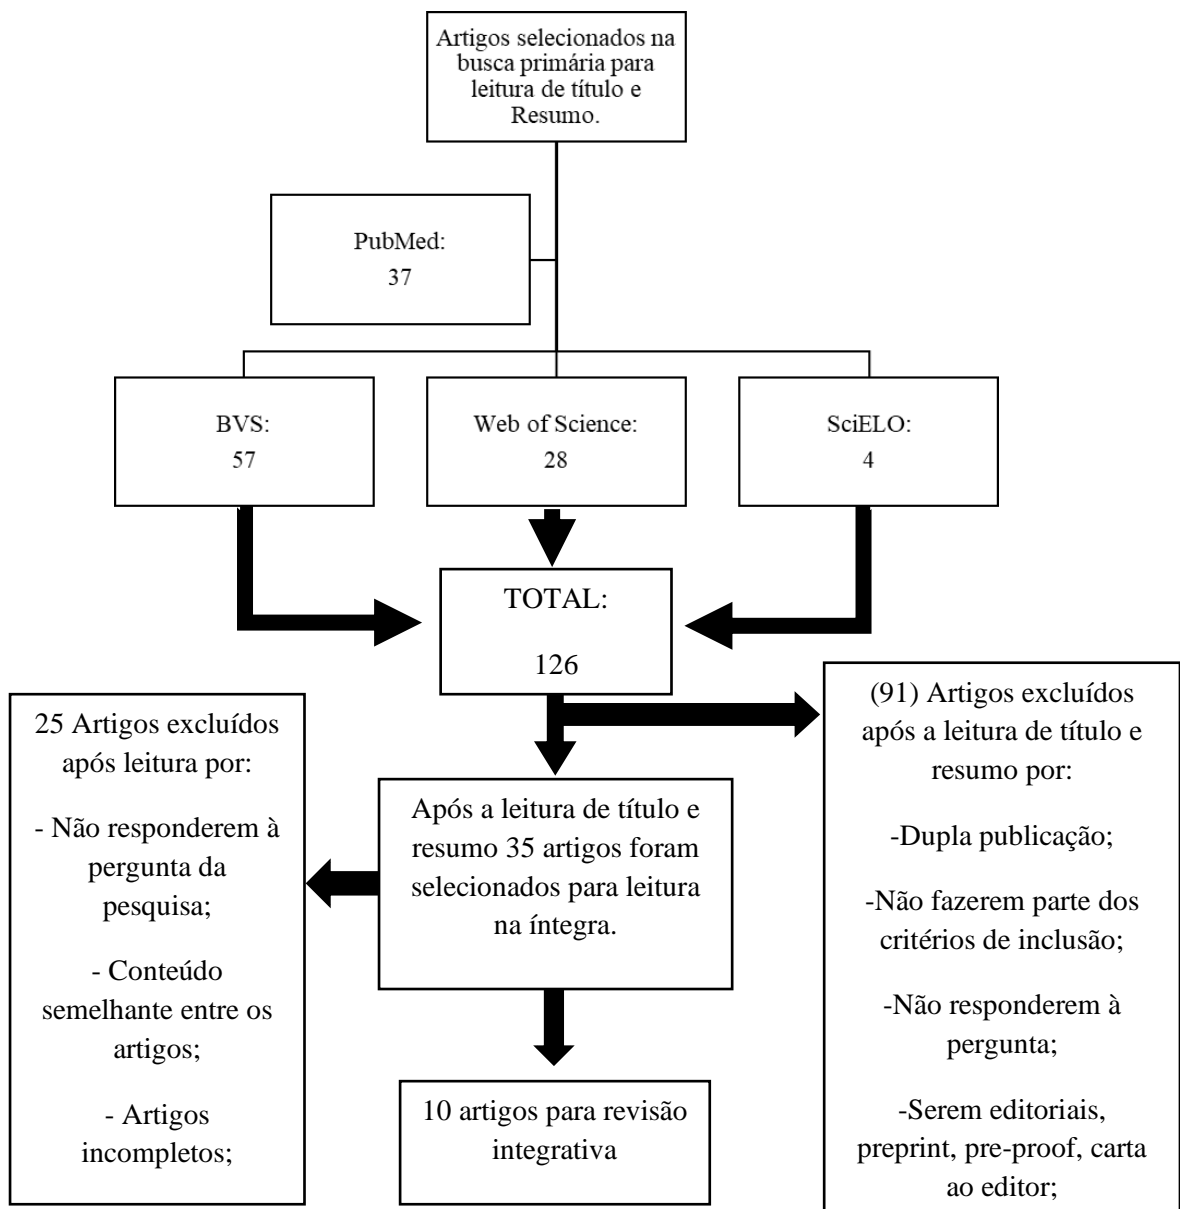 Artigos selecionados na
busca primária para
leitura de título e
Resumo.
PubMed:
37
BVS:
57
Web of Science:
28
SciELO:
4
TOTAL:
126
25 Artigos excluídos
após leitura por:
- Não responderem à
pergunta da
pesquisa;
- Conteúdo
semelhante entre os
artigos;
- Artigos
incompletos;
Após a leitura de título e
resumo 35 artigos foram
selecionados para leitura
na íntegra.
10 artigos para revisão
integrativa
(91) Artigos excluídos
após a leitura de título e
resumo por:
-Dupla publicação;
-Não fazerem parte dos
critérios de inclusão;
-Não responderem à
pergunta;
-Serem editoriais,
preprint, pre-proof, carta
ao editor;